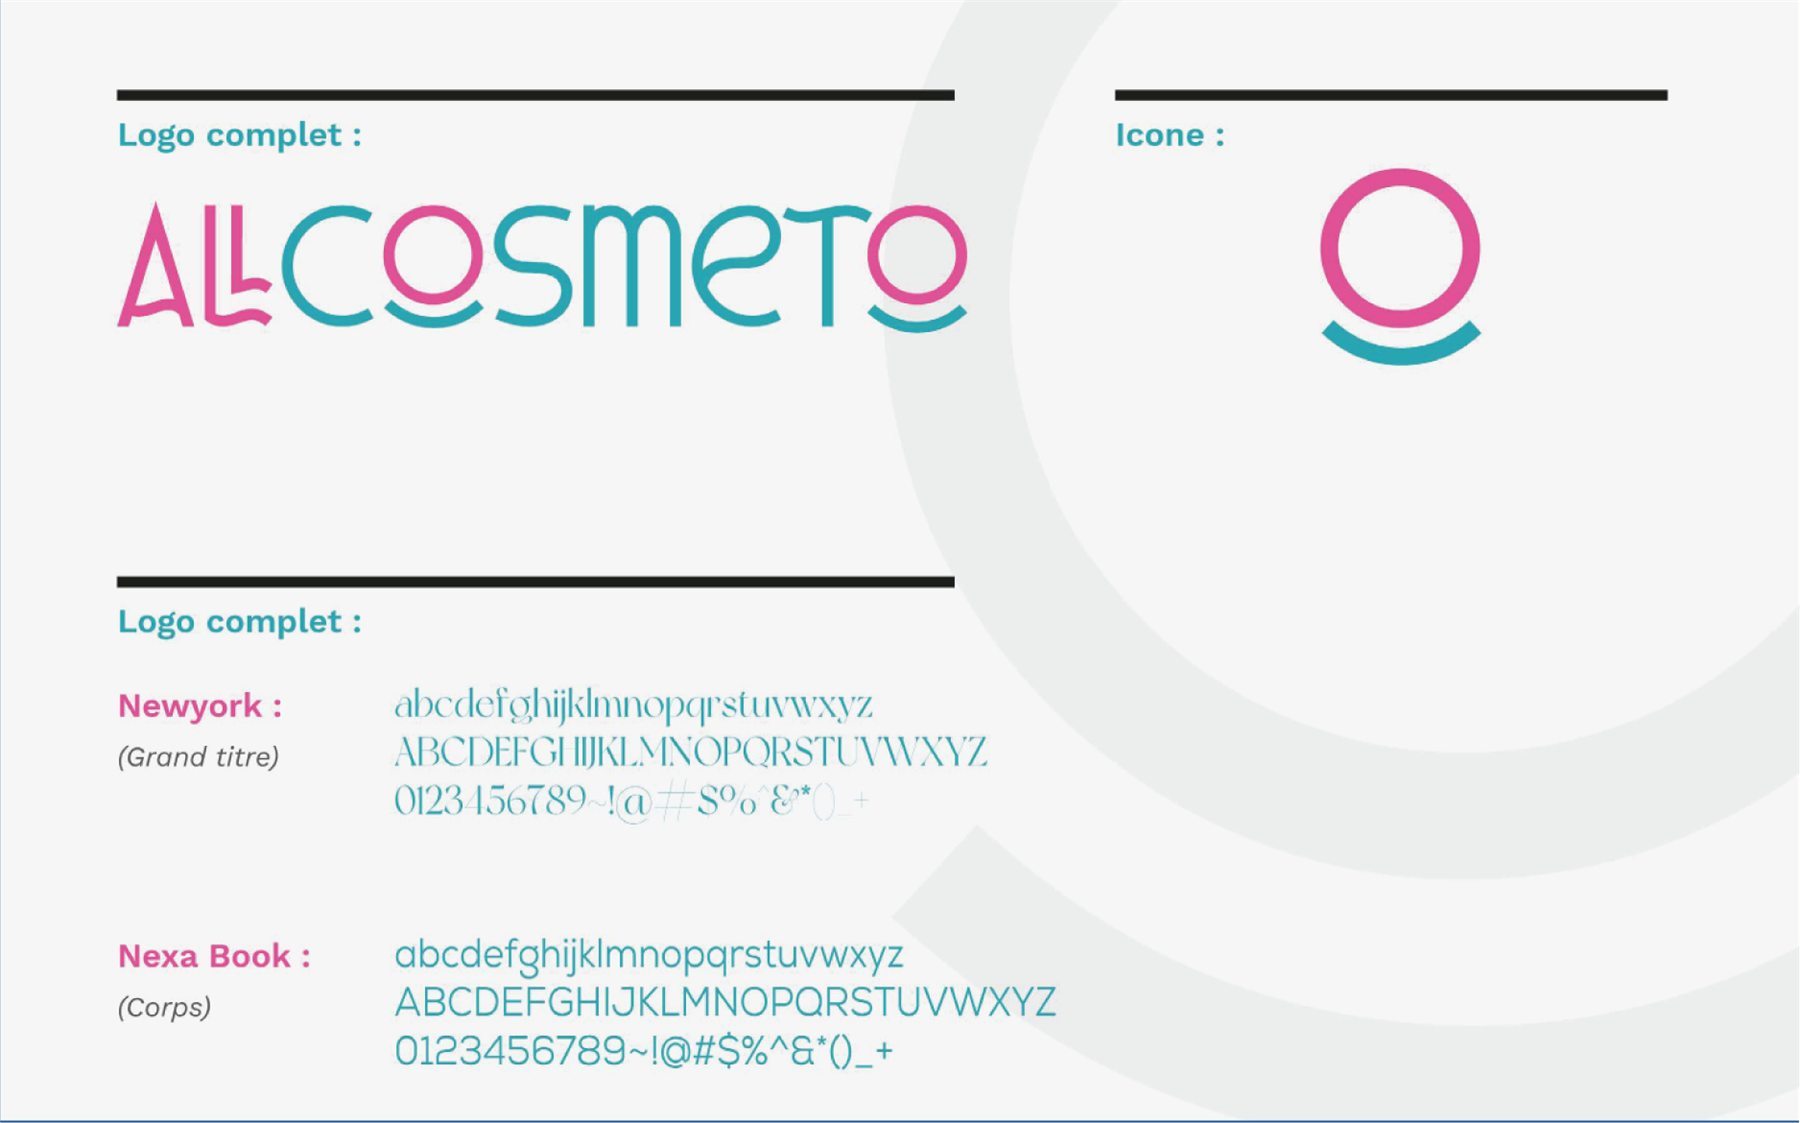 Logo complet :
ALLCOSMETO
Icone :
Logo complet :
Newyork :
(Grand titre)
abcdefghijklmnopqrstuvwxyz
ABCDEFGHIJKLMNOPQRSTUVWXYZ
0123456789~!@#$%^&*()_+
Nexa Book :
(Corps)
abcdefghijklmnopqrstuvwxyz
ABCDEFGHIJKLMNOPQRSTUVWXYZ
0123456789~!@#$%^&*()_+